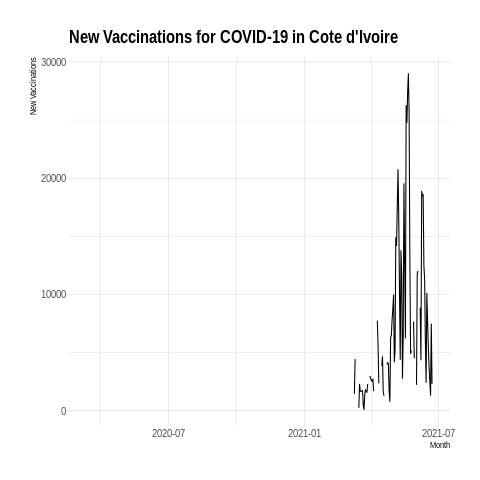 New Vaccinations for COVID-19 in Cote d'Ivoire
New Vaccinations
30000
20000
10000
0
2020-07
2021-01
2021-07
Month